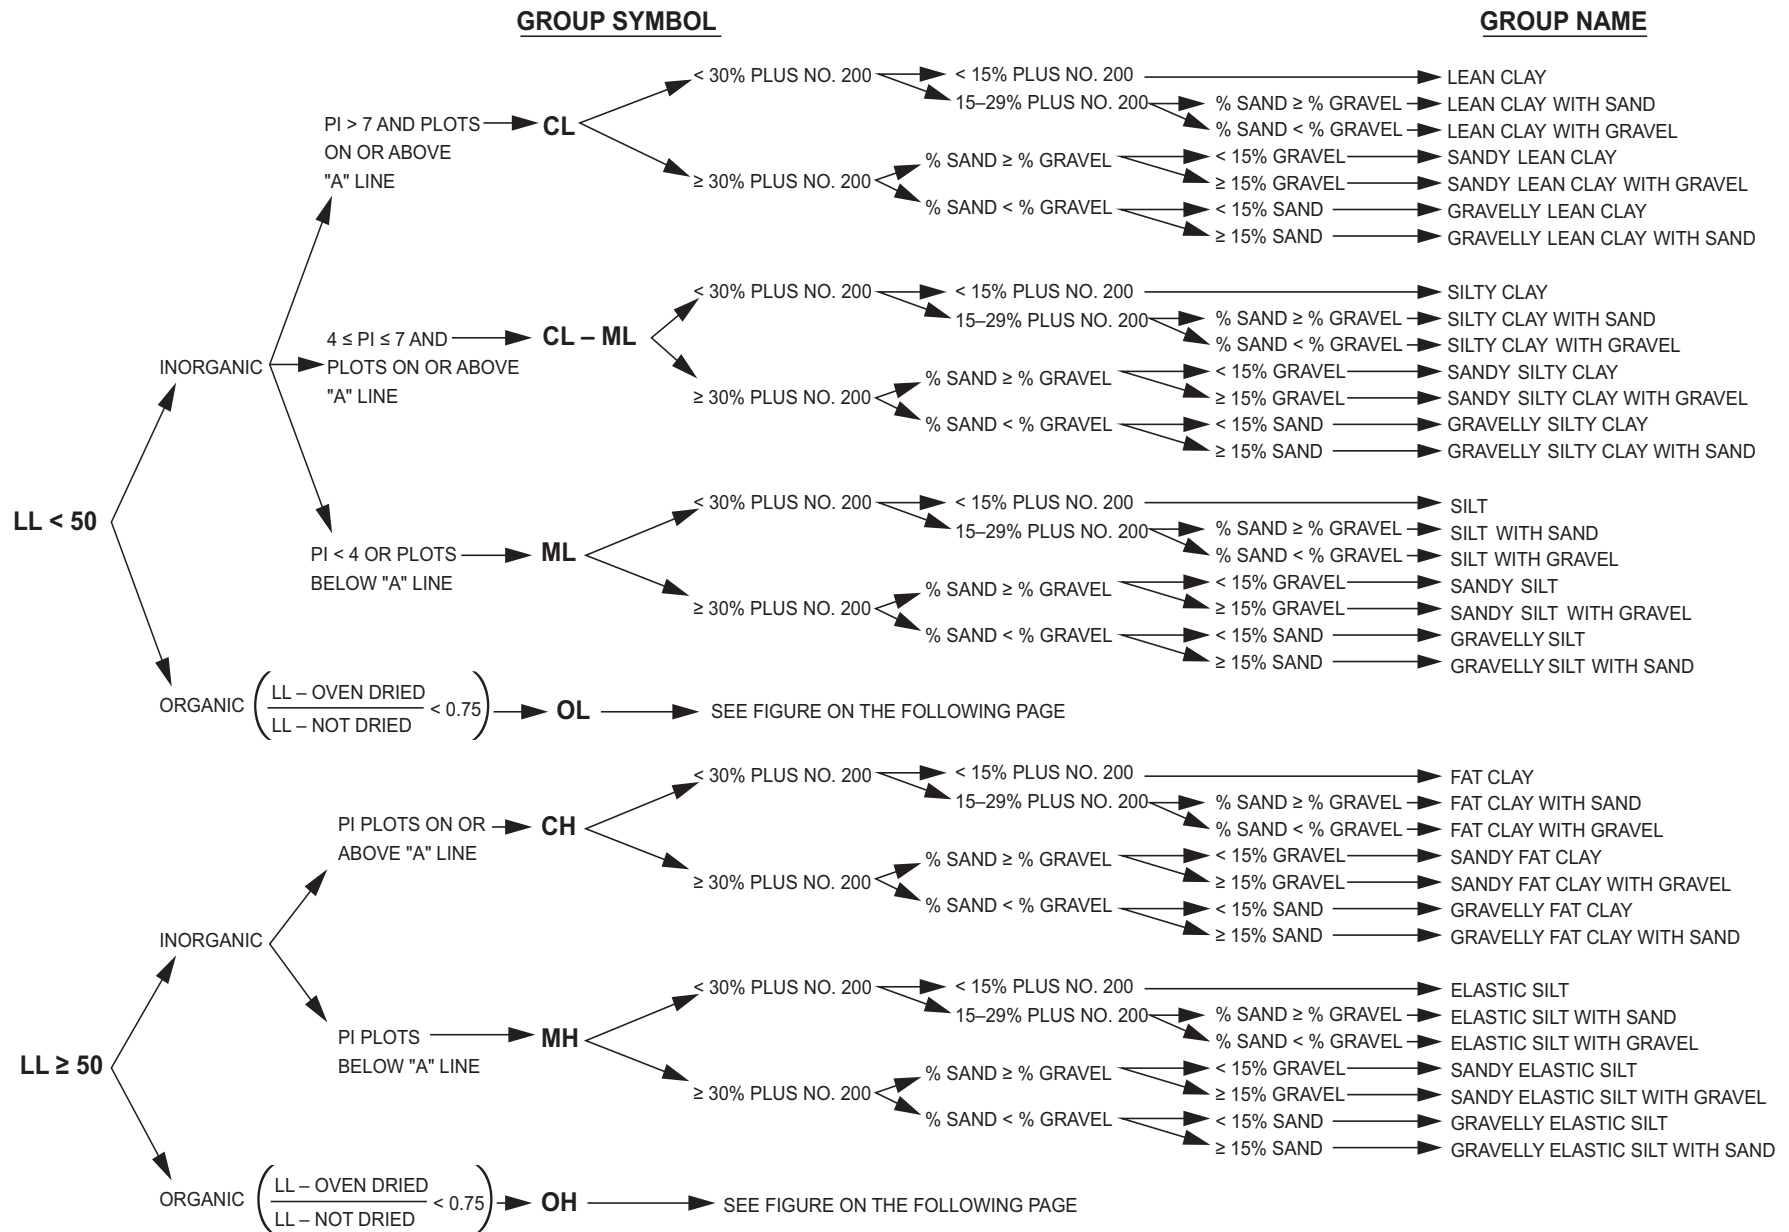 GROUP SYMBOL
GROUP NAME
LL < 50
INORGANIC
PI > 7 AND PLOTS
ON OR ABOVE
"A" LINE
CL
< 30% PLUS NO. 200
< 15% PLUS NO. 200
LEAN CLAY
15–29% PLUS NO. 200
% SAND ≥ % GRAVEL
LEAN CLAY WITH SAND
% SAND < % GRAVEL
LEAN CLAY WITH GRAVEL
≥ 30% PLUS NO. 200
% SAND ≥ % GRAVEL
< 15% GRAVEL
SANDY LEAN CLAY
≥ 15% GRAVEL
SANDY LEAN CLAY WITH GRAVEL
% SAND < % GRAVEL
< 15% SAND
GRAVELLY LEAN CLAY
≥ 15% SAND
GRAVELLY LEAN CLAY WITH SAND
4 ≤ PI ≤ 7 AND
PLOTS ON OR ABOVE
"A" LINE
CL – ML
< 30% PLUS NO. 200
< 15% PLUS NO. 200
SILTY CLAY
15–29% PLUS NO. 200
% SAND ≥ % GRAVEL
SILTY CLAY WITH SAND
% SAND < % GRAVEL
SILTY CLAY WITH GRAVEL
≥ 30% PLUS NO. 200
% SAND ≥ % GRAVEL
< 15% GRAVEL
SANDY SILTY CLAY
≥ 15% GRAVEL
SANDY SILTY CLAY WITH GRAVEL
% SAND < % GRAVEL
< 15% SAND
GRAVELLY SILTY CLAY
≥ 15% SAND
GRAVELLY SILTY CLAY WITH SAND
PI < 4 OR PLOTS
BELOW "A" LINE
ML
< 30% PLUS NO. 200
< 15% PLUS NO. 200
SILT
15–29% PLUS NO. 200
% SAND ≥ % GRAVEL
SILT WITH SAND
% SAND < % GRAVEL
SILT WITH GRAVEL
≥ 30% PLUS NO. 200
% SAND ≥ % GRAVEL
< 15% GRAVEL
SANDY SILT
≥ 15% GRAVEL
SANDY SILT WITH GRAVEL
% SAND < % GRAVEL
< 15% SAND
GRAVELLY SILT
≥ 15% SAND
GRAVELLY SILT WITH SAND
ORGANIC
LL – OVEN DRIED
LL – NOT DRIED
< 0.75
OL
SEE FIGURE ON THE FOLLOWING PAGE
LL ≥ 50
INORGANIC
PI PLOTS ON OR
ABOVE "A" LINE
CH
< 30% PLUS NO. 200
< 15% PLUS NO. 200
FAT CLAY
15–29% PLUS NO. 200
% SAND ≥ % GRAVEL
FAT CLAY WITH SAND
% SAND < % GRAVEL
FAT CLAY WITH GRAVEL
≥ 30% PLUS NO. 200
% SAND ≥ % GRAVEL
< 15% GRAVEL
SANDY FAT CLAY
≥ 15% GRAVEL
SANDY FAT CLAY WITH GRAVEL
% SAND < % GRAVEL
< 15% SAND
GRAVELLY FAT CLAY
≥ 15% SAND
GRAVELLY FAT CLAY WITH SAND
PI PLOTS
BELOW "A" LINE
MH
< 30% PLUS NO. 200
< 15% PLUS NO. 200
ELASTIC SILT
15–29% PLUS NO. 200
% SAND ≥ % GRAVEL
ELASTIC SILT WITH SAND
% SAND < % GRAVEL
ELASTIC SILT WITH GRAVEL
≥ 30% PLUS NO. 200
% SAND ≥ % GRAVEL
< 15% GRAVEL
SANDY ELASTIC SILT
≥ 15% GRAVEL
SANDY ELASTIC SILT WITH GRAVEL
% SAND < % GRAVEL
< 15% SAND
GRAVELLY ELASTIC SILT
≥ 15% SAND
GRAVELLY ELASTIC SILT WITH SAND
ORGANIC
LL – OVEN DRIED
LL – NOT DRIED
< 0.75
OH
SEE FIGURE ON THE FOLLOWING PAGE